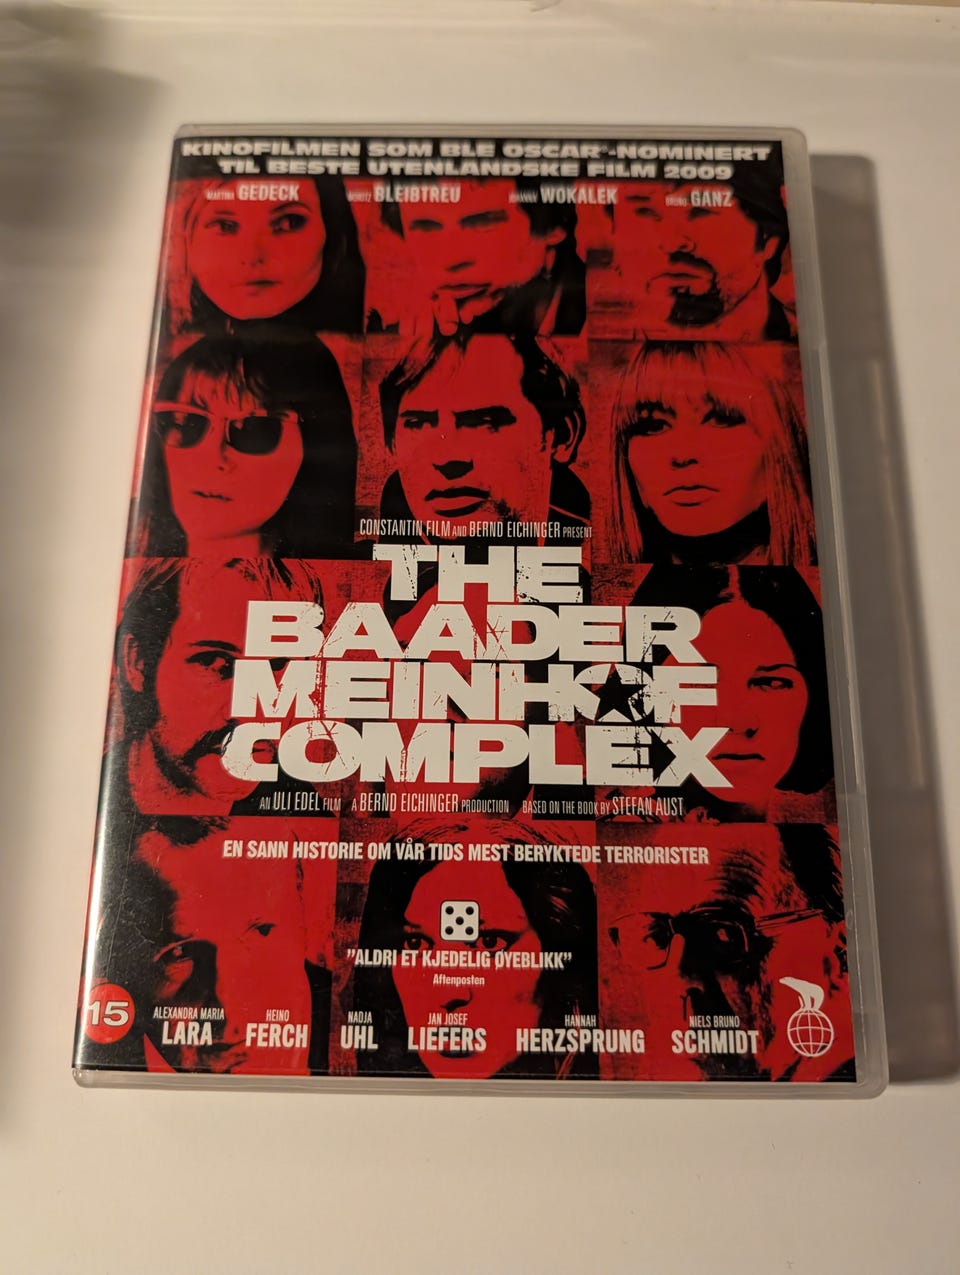 KINOFILMEN SOM BLE OSCAR®-NOMINERT
TIL BESTE UTENLANDSKE FILM 2009
MARTINA GEDECK MORITZ BLEIBTREU JOHANNA WOKALEK BRUNO GANZ
CONSTANTIN FILM AND BERND EICHINGER PRESENT
THE
BAADER
MEINHOF
COMPLEX
AN ULI EDEL FILM A BERND EICHINGER PRODUCTION BASED ON THE BOOK BY STEFAN AUST
EN SANN HISTORIE OM VÅR TIDS MEST BERYKTEDE TERRORISTER
"ALDRI ET KJEDELIG ØYEBLIKK"
Aftenposten
15
ALEXANDRA MARIA LARA HEINO FERCH NADJA UHL JAN JOSEF LIEFERS HANNAH HERZSPRUNG NIELS BRUNO SCHMIDT